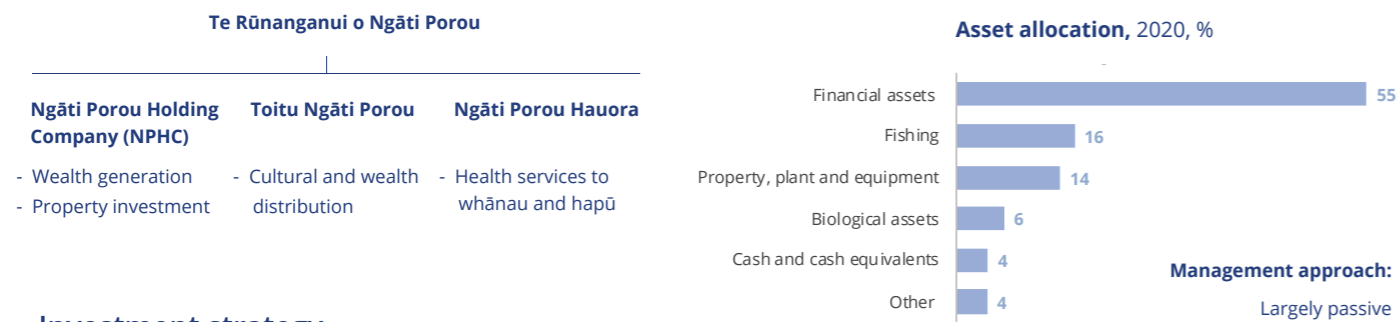 Te Rūnanganui o Ngāti Porou
Ngāti Porou Holding
Company (NPHC)
- Wealth generation
- Property investment
Toitu Ngāti Porou
- Cultural and wealth
distribution
Ngāti Porou Hauora
- Health services to
whānau and hapū
Asset allocation, 2020, %
Financial assets 55
Fishing 16
Property, plant and equipment 14
Biological assets 6
Cash and cash equivalents 4
Other 4
Management approach:
Largely passive
Investment strategy